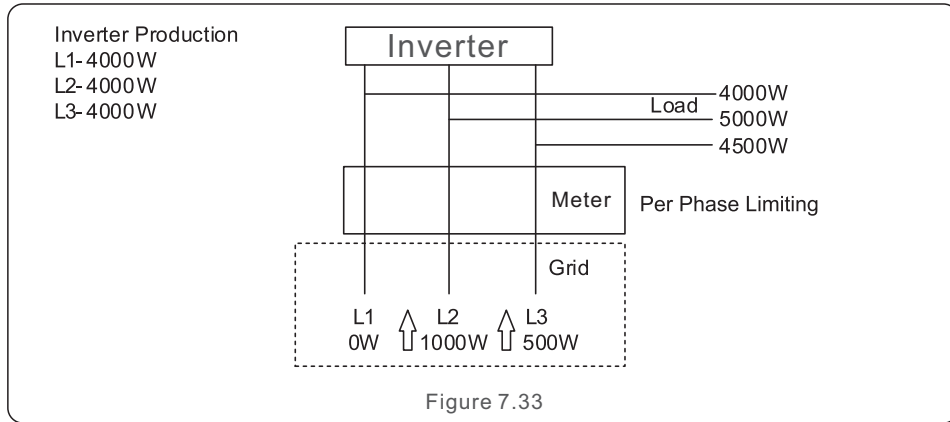 Inverter Production
L1-4000W
L2-4000W
L3-4000W
Inverter
4000W
Load
5000W
4500W
Meter
Per Phase Limiting
Grid
L1 L2 L3
0W 1000W 500W
Figure 7.33